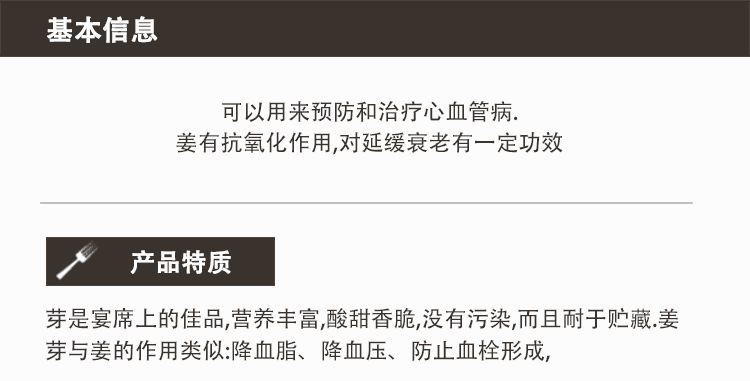 基本信息
可以用来预防和治疗心血管病.
姜有抗氧化作用,对延缓衰老有一定功效
产品特质
芽是宴席上的佳品,营养丰富,酸甜香脆,没有污染,而且耐于贮藏.姜
芽与姜的作用类似:降血脂、降血压、防止血栓形成,